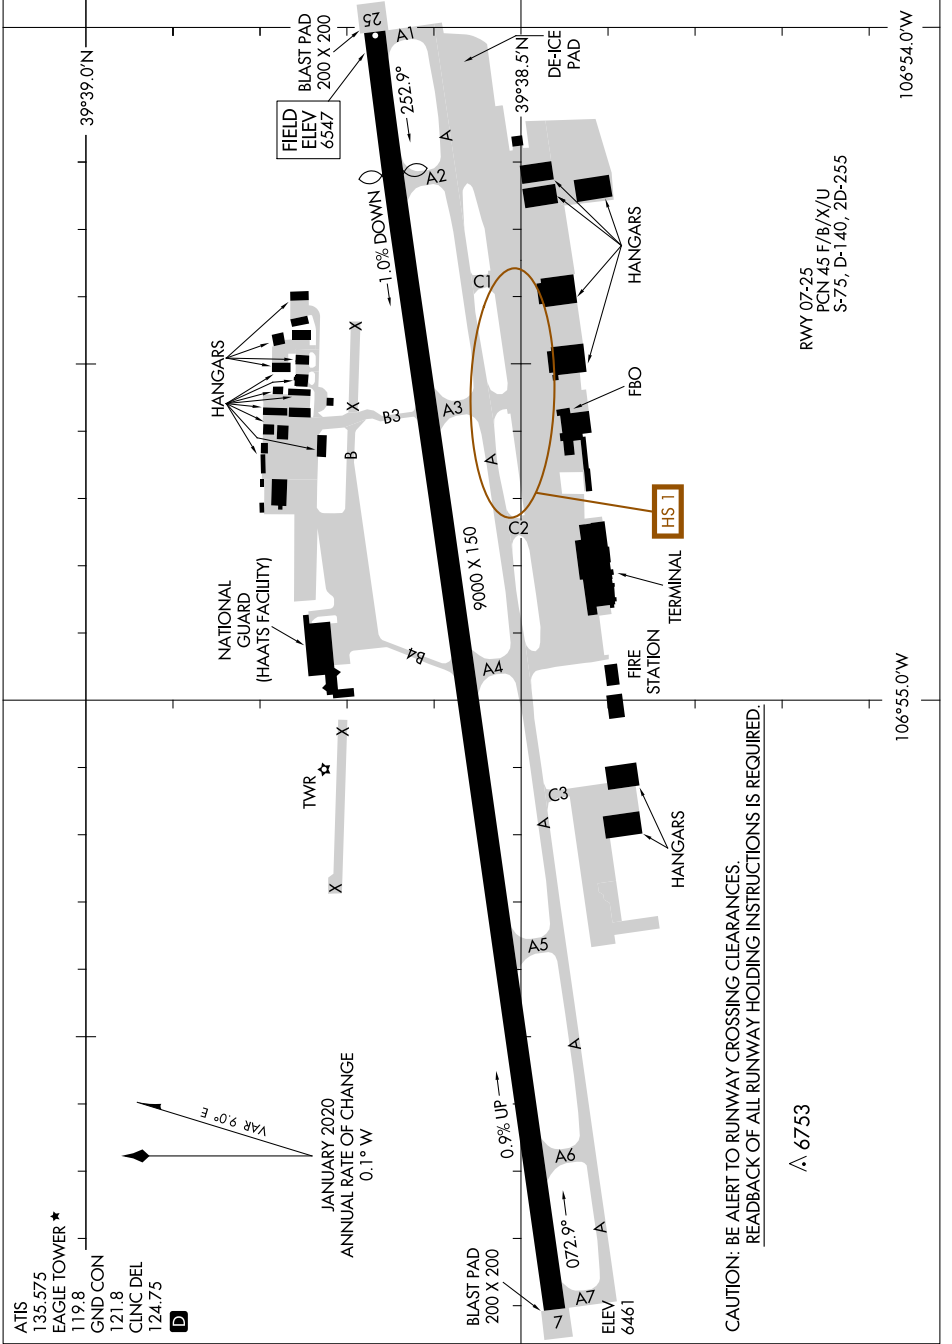 ATIS
135.575
EAGLE TOWER
119.8
GND CON
121.8
CLNC DEL
124.75
D
JANUARY 2020
ANNUAL RATE OF CHANGE
0.1° W
VAR 9.0° E
39°39.0'N
39°38.5'N
106°54.0'W
106°55.0'W
FIELD
ELEV
6547
BLAST PAD
200 X 200
25
A1
252.9°
A
A2
DE-ICE
PAD
1.0% DOWN
HANGARS
X
X
B
B3
A3
C1
A
C2
HANGARS
FBO
HS 1
9000 X 150
NATIONAL
GUARD
(HAATS FACILITY)
B4
A4
TERMINAL
FIRE
STATION
TWR
X
X
C3
A
HANGARS
A5
A
0.9% UP
A6
072.9°
A
A7
7
BLAST PAD
200 X 200
ELEV
6461
RWY 07-25
PCN 45 F/B/X/U
S-75, D-140, 2D-255
CAUTION: BE ALERT TO RUNWAY CROSSING CLEARANCES.
READBACK OF ALL RUNWAY HOLDING INSTRUCTIONS IS REQUIRED.
6753